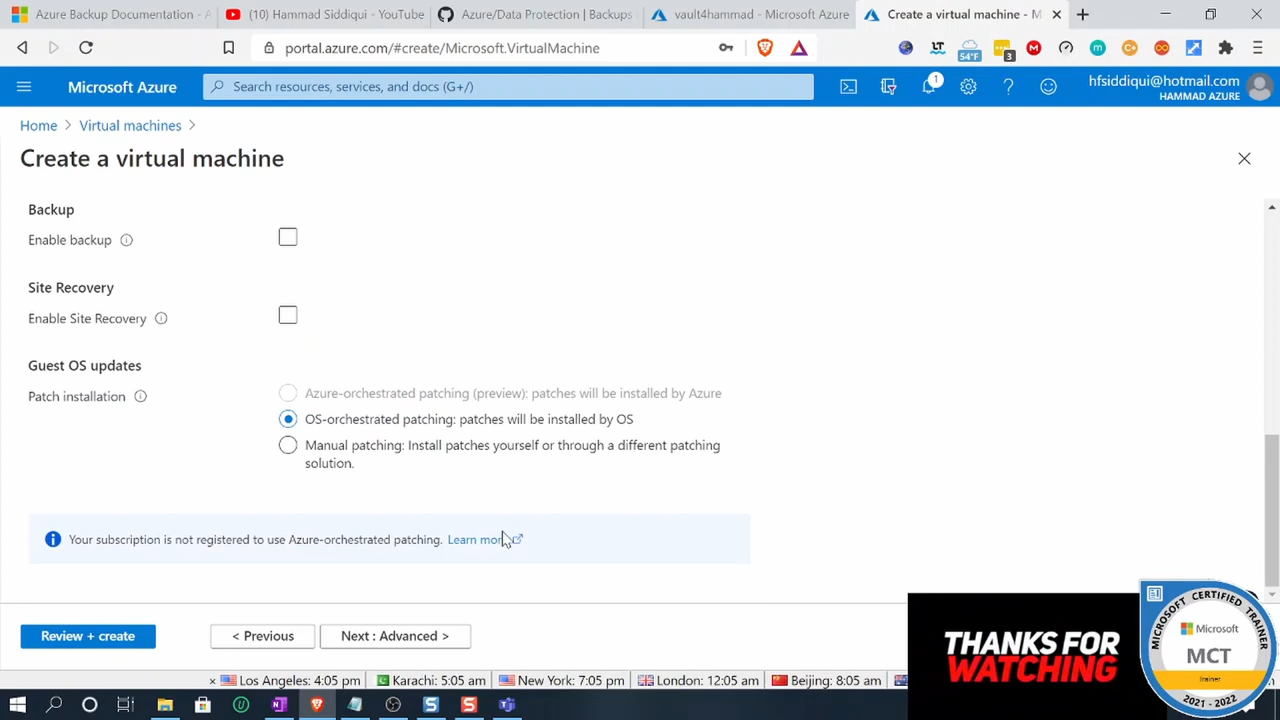 Azure Backup Documentation - A
(10) Hammad Siddiqui - YouTube
Azure/Data Protection | Backups
vault4hammad - Microsoft Azure
Create a virtual machine - M
portal.azure.com/#create/Microsoft.VirtualMachine
LT
54°F
3
Microsoft Azure
Search resources, services, and docs (G+/)
1
hfsiddiqui@hotmail.com
HAMMAD AZURE
Home > Virtual machines >
Create a virtual machine
Backup
Enable backup
Site Recovery
Enable Site Recovery
Guest OS updates
Patch installation
Azure-orchestrated patching (preview): patches will be installed by Azure
OS-orchestrated patching: patches will be installed by OS
Manual patching: Install patches yourself or through a different patching
solution.
Your subscription is not registered to use Azure-orchestrated patching. Learn more
Review + create
< Previous
Next : Advanced >
THANKS FOR
WATCHING
MICROSOFT CERTIFIED TRAINER
Microsoft
MCT
Trainer
2021 - 2022
Los Angeles: 4:05 pm
Karachi: 5:05 am
New York: 7:05 pm
London: 12:05 am
Beijing: 8:05 am